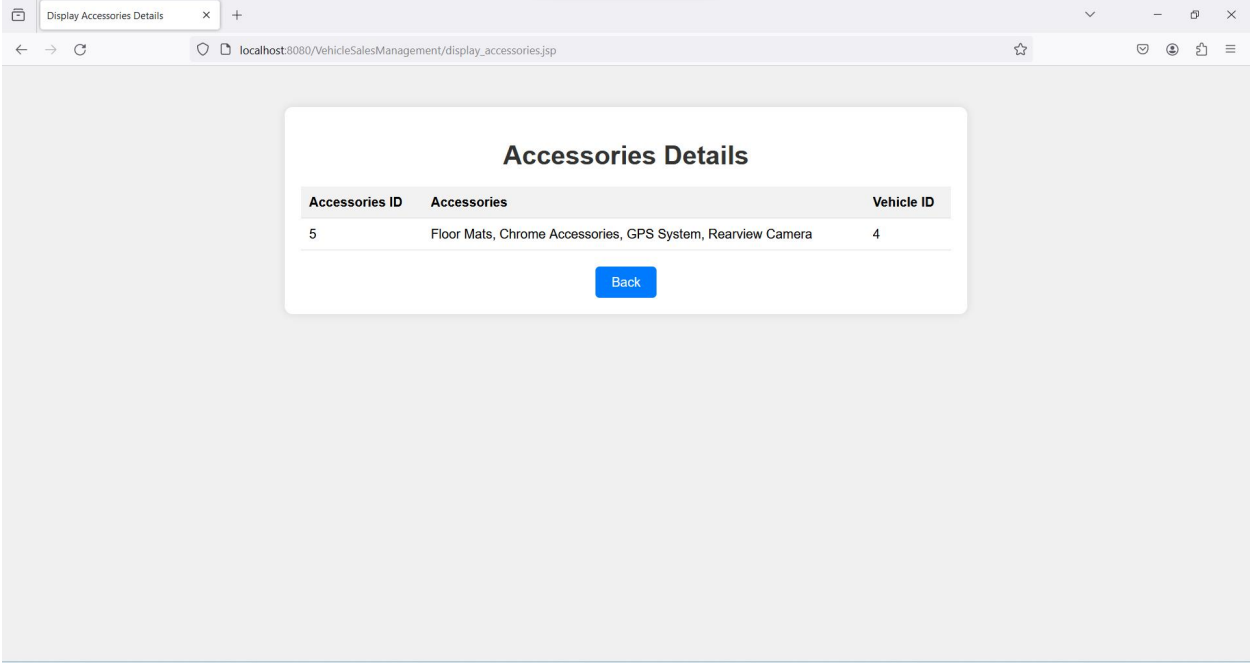 Display Accessories Details
localhost:8080/VehicleSalesManagement/display_accessories.jsp
Accessories Details
Accessories ID Accessories Vehicle ID
5 Floor Mats, Chrome Accessories, GPS System, Rearview Camera 4
Back